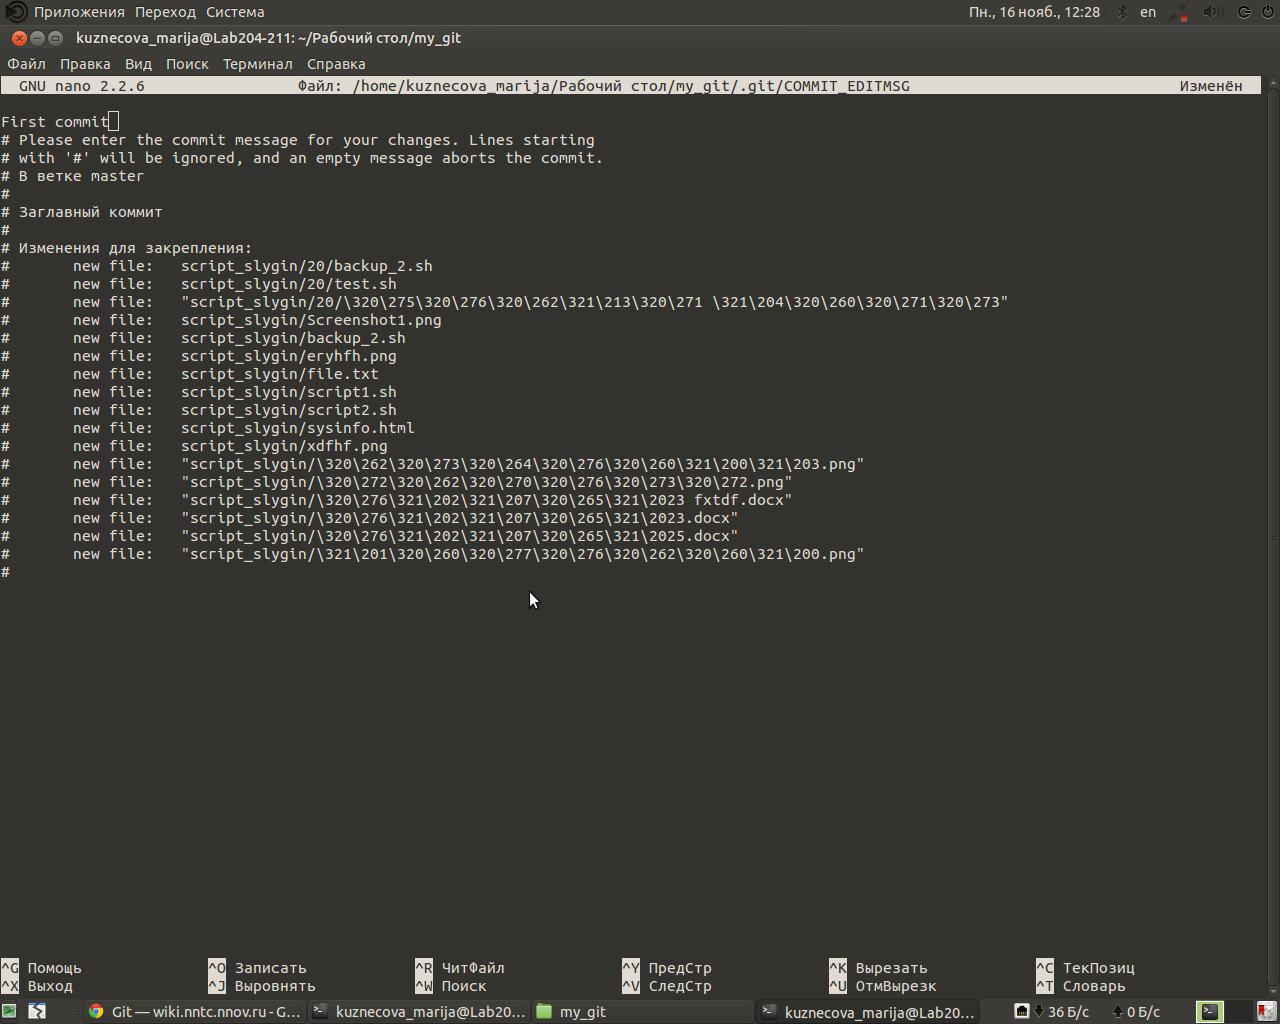 Приложения Переход Система
Пн., 16 нояб., 12:28 en
kuznecova_marija@Lab204-211: ~/Рабочий стол/my_git
Файл Правка Вид Поиск Терминал Справка
GNU nano 2.2.6 Файл: /home/kuznecova_marija/Рабочий стол/my_git/.git/COMMIT_EDITMSG Изменён
First commit
# Please enter the commit message for your changes. Lines starting
# with '#' will be ignored, and an empty message aborts the commit.
# В ветке master
#
# Заглавный коммит
#
# Изменения для закрепления:
# new file: script_slygin/20/backup_2.sh
# new file: script_slygin/20/test.sh
# new file: "script_slygin/20/\320\275\320\276\320\262\321\213\320\271 \321\204\320\260\320\271\320\273"
# new file: script_slygin/Screenshot1.png
# new file: script_slygin/backup_2.sh
# new file: script_slygin/eryhfh.png
# new file: script_slygin/file.txt
# new file: script_slygin/script1.sh
# new file: script_slygin/script2.sh
# new file: script_slygin/sysinfo.html
# new file: script_slygin/xdfhf.png
# new file: "script_slygin/\320\262\320\273\320\264\320\276\320\260\321\200\321\203.png"
# new file: "script_slygin/\320\272\320\262\320\270\320\276\320\273\320\272.png"
# new file: "script_slygin/\320\276\321\202\321\207\320\265\321\2023 fxtdf.docx"
# new file: "script_slygin/\320\276\321\202\321\207\320\265\321\2023.docx"
# new file: "script_slygin/\320\276\321\202\321\207\320\265\321\2025.docx"
# new file: "script_slygin/\321\201\320\260\320\277\320\276\320\262\320\260\321\200.png"
#
^G Помощь ^O Записать ^R ЧитФайл ^Y ПредСтр ^K Вырезать ^C ТекПозиц
^X Выход ^J Выровнять ^W Поиск ^V СледСтр ^U ОтмВырезк ^T Словарь
Git — wiki.nntc.nnov.ru - G... kuznecova_marija@Lab20... my_git kuznecova_marija@Lab20... 36 Б/с 0 Б/с